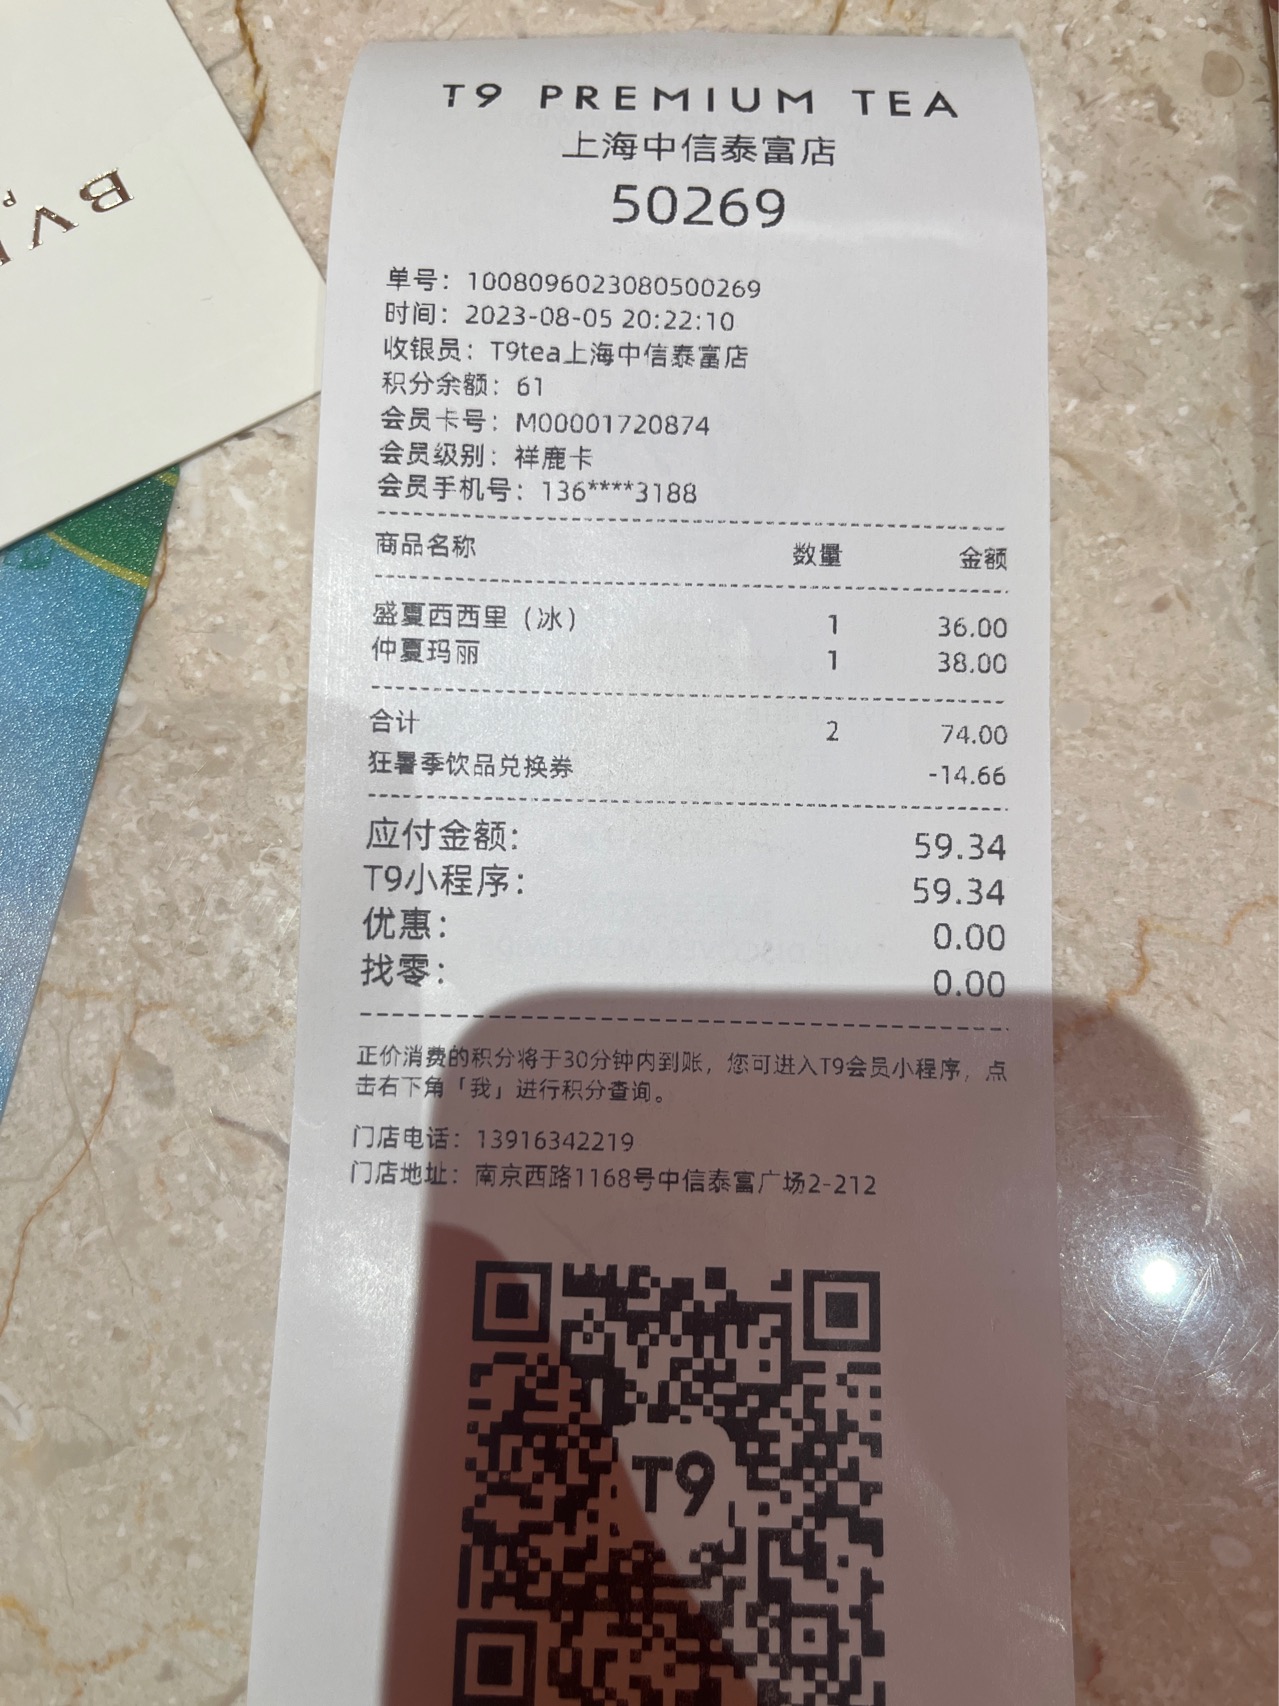 T9 PREMIUM TEA
上海中信泰富店
50269
单号：1008096023080500269
时间：2023-08-05 20:22:10
收银员：T9tea上海中信泰富店
积分余额：61
会员卡号：M00001720874
会员级别：祥鹿卡
会员手机号：136****3188
商品名称 数量 金额
盛夏西西里（冰） 1 36.00
仲夏玛丽 1 38.00
合计 2 74.00
狂暑季饮品兑换券 -14.66
应付金额: 59.34
T9小程序: 59.34
优惠: 0.00
找零: 0.00
正价消费的积分将于30分钟内到账，您可进入T9会员小程序，点
击右下角「我」进行积分查询。
门店电话：13916342219
门店地址：南京西路1168号中信泰富广场2-212
T9